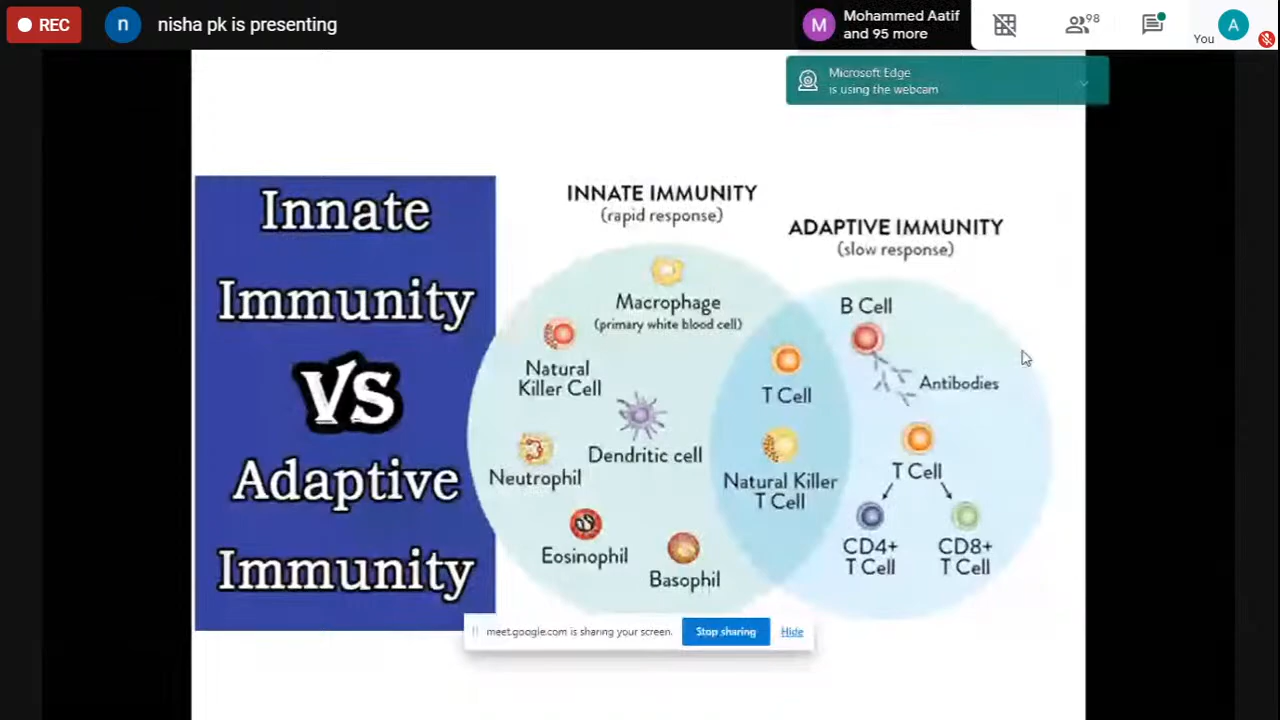 REC
n
nisha pk is presenting
M
Mohammed Aatif
and 95 more
98
You
A
Microsoft Edge
is using the webcam
Innate
Immunity
VS
Adaptive
Immunity
INNATE IMMUNITY
(rapid response)
ADAPTIVE IMMUNITY
(slow response)
Macrophage
(primary white blood cell)
Natural
Killer Cell
Dendritic cell
Neutrophil
Eosinophil
Basophil
T Cell
Natural Killer
T Cell
B Cell
Antibodies
T Cell
CD4+
T Cell
CD8+
T Cell
meet.google.com is sharing your screen.
Stop sharing
Hide